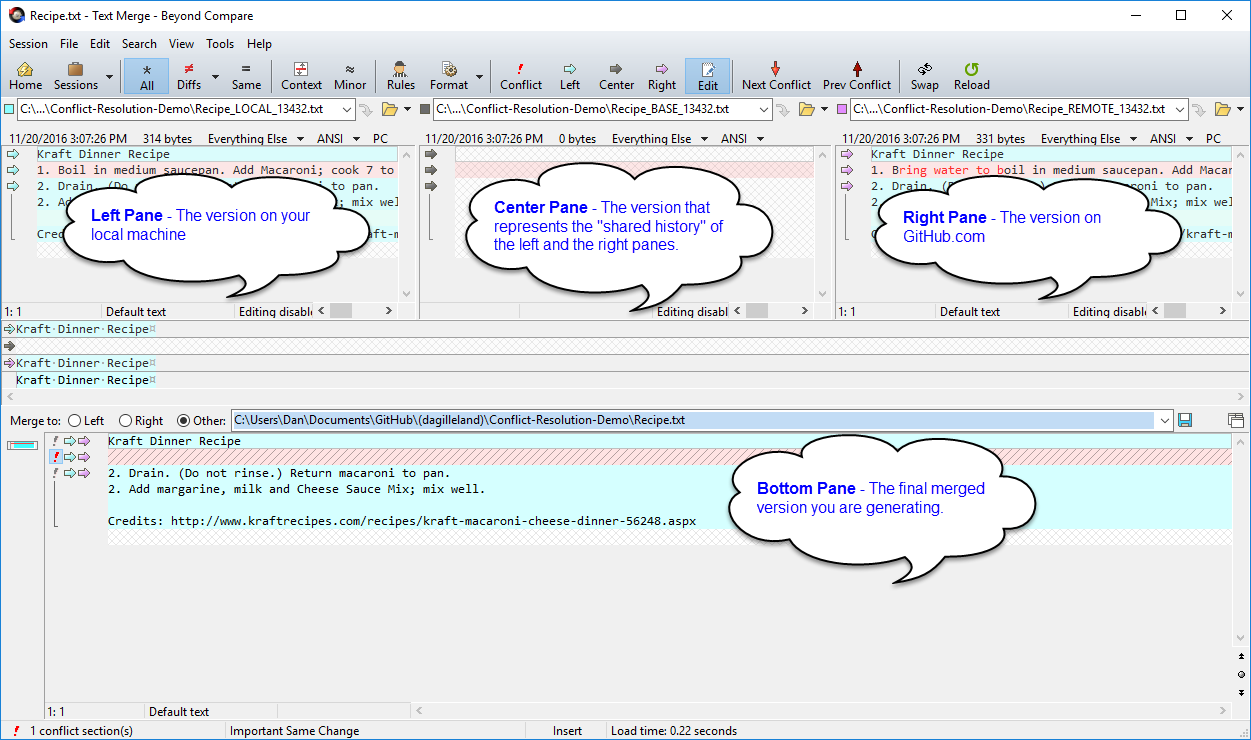 Recipe.txt - Text Merge - Beyond Compare
Session File Edit Search View Tools Help
Home Sessions * All ≠ Diffs = Same Context ≈ Minor Rules Format ! Conflict Left Center Right Edit Next Conflict Prev Conflict Swap Reload
C:\...\Conflict-Resolution-Demo\Recipe_LOCAL_13432.txt C:\...\Conflict-Resolution-Demo\Recipe_BASE_13432.txt C:\...\Conflict-Resolution-Demo\Recipe_REMOTE_13432.txt
11/20/2016 3:07:26 PM 314 bytes Everything Else ANSI PC 11/20/2016 3:07:26 PM 0 bytes Everything Else ANSI 11/20/2016 3:07:26 PM 331 bytes Everything Else ANSI PC
Kraft Dinner Recipe
1. Boil in medium saucepan. Add Macaroni; cook 7 to
2. Drain. (Do to pan.
2. mix wel
Left Pane - The version on your
local machine
Center Pane - The version that
represents the "shared history" of
the left and the right panes.
Kraft Dinner Recipe
1. Bring water to boil in medium saucepan. Add Macar
2. Drain. to pan.
2. Mix; mix wel
/kraft-m
Right Pane - The version on
GitHub.com
1: 1 Default text Editing disabl 1: 1 Default text Editing disabl
Editing disabl
Kraft·Dinner·Recipe¤
Kraft·Dinner·Recipe¤
Kraft·Dinner·Recipe¤
Merge to: Left Right Other: C:\Users\Dan\Documents\GitHub\(dagilleland)\Conflict-Resolution-Demo\Recipe.txt
! Kraft Dinner Recipe
!
! 2. Drain. (Do not rinse.) Return macaroni to pan.
2. Add margarine, milk and Cheese Sauce Mix; mix well.
Credits: http://www.kraftrecipes.com/recipes/kraft-macaroni-cheese-dinner-56248.aspx
Bottom Pane - The final merged
version you are generating.
1: 1 Default text
! 1 conflict section(s) Important Same Change Insert Load time: 0.22 seconds